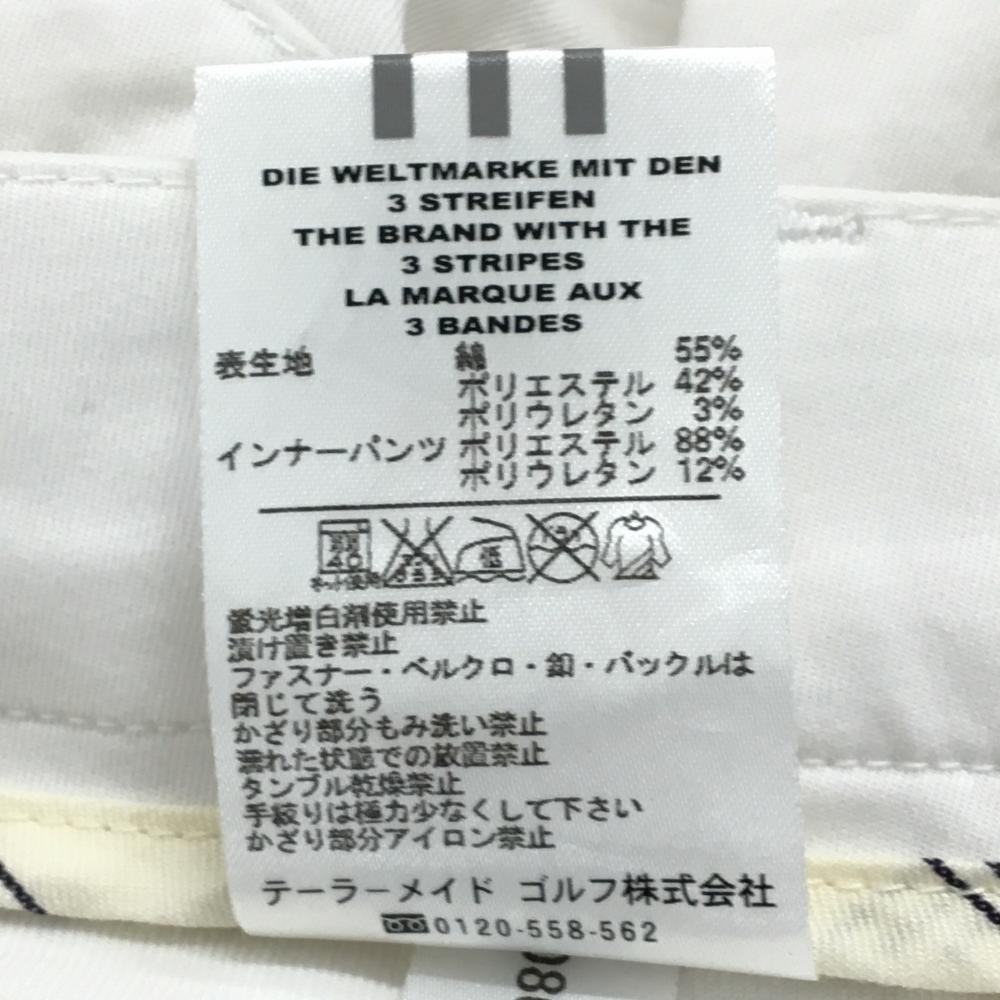 DIE WELTMARKE MIT DEN
3 STREIFEN
THE BRAND WITH THE
3 STRIPES
LA MARQUE AUX
3 BANDES
表生地 綿 55%
ポリエステル 42%
ポリウレタン 3%
インナーパンツ ポリエステル 88%
ポリウレタン 12%
40
ネット使用
低
蛍光増白剤使用禁止
漬け置き禁止
ファスナー・ベルクロ・釦・バックルは
閉じて洗う
かざり部分もみ洗い禁止
濡れた状態での放置禁止
タンブル乾燥禁止
手絞りは極力少なくして下さい
かざり部分アイロン禁止
テーラーメイド ゴルフ株式会社
0120-558-562